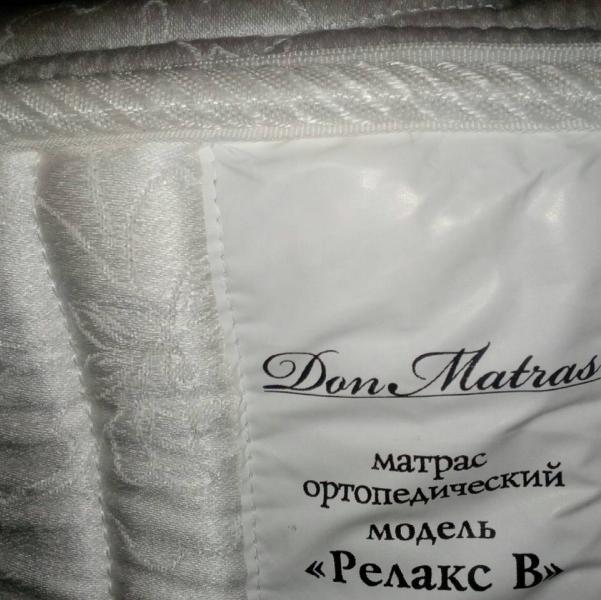 Don Matras
матрас
ортопедический
модель
«Релакс В»